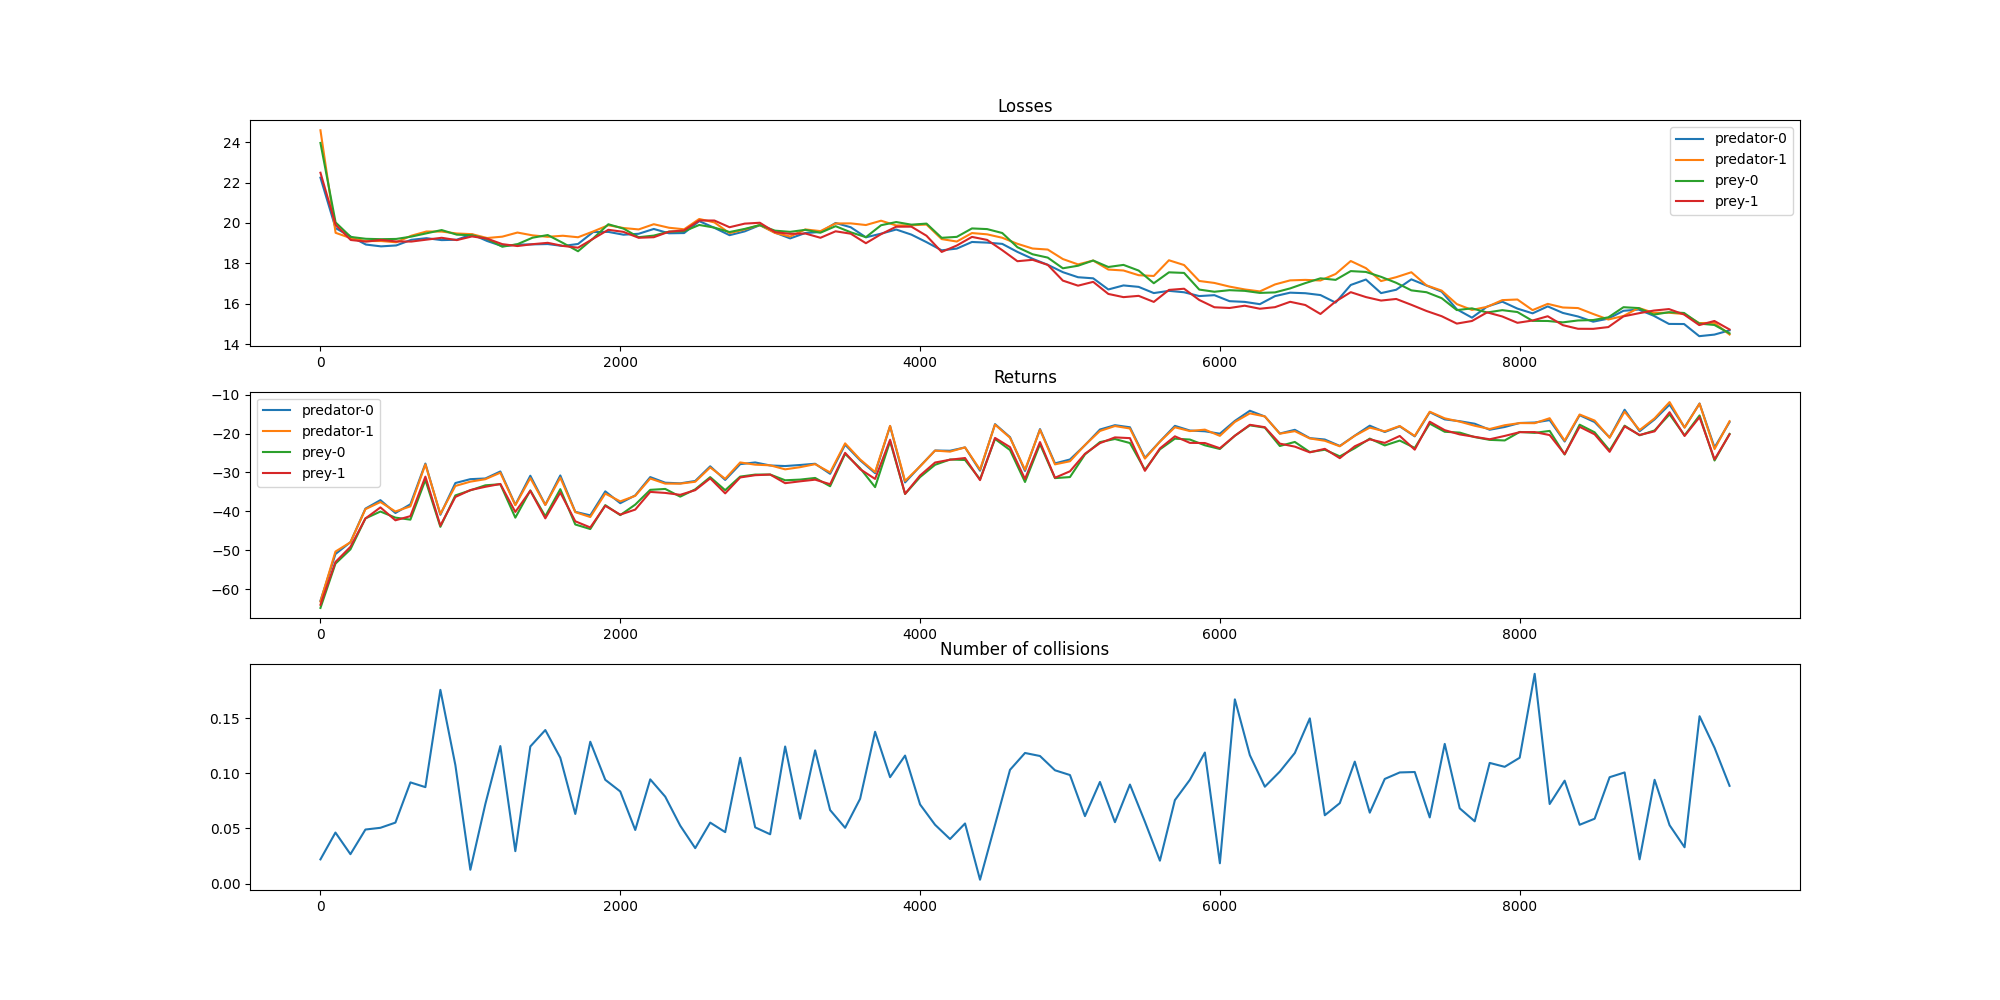 Losses
24
22
20
18
16
14
predator-0
predator-1
prey-0
prey-1
0 2000 4000 6000 8000
Returns
−10
−20
−30
−40
−50
−60
predator-0
predator-1
prey-0
prey-1
0 2000 4000 6000 8000
Number of collisions
0.15
0.10
0.05
0.00
0 2000 4000 6000 8000